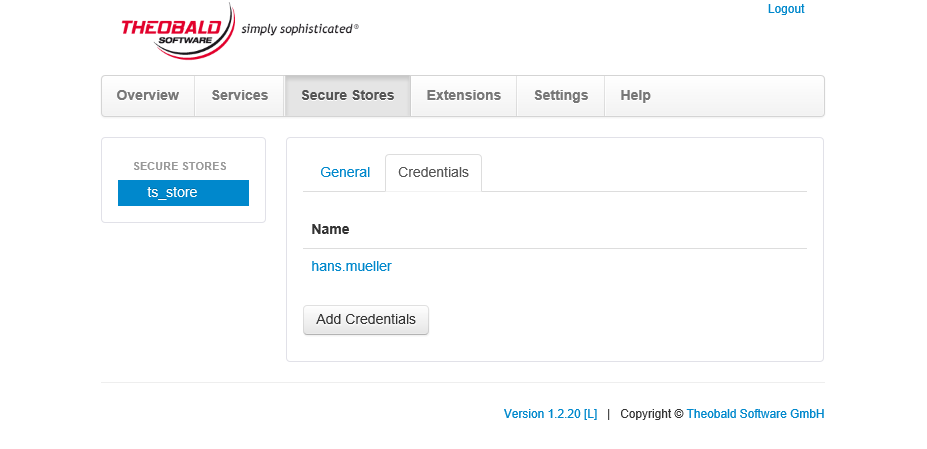 Logout
THEOBALD
SOFTWARE
simply sophisticated®
Overview Services Secure Stores Extensions Settings Help
SECURE STORES
ts_store
General Credentials
Name
hans.mueller
Add Credentials
Version 1.2.20 [L] | Copyright © Theobald Software GmbH